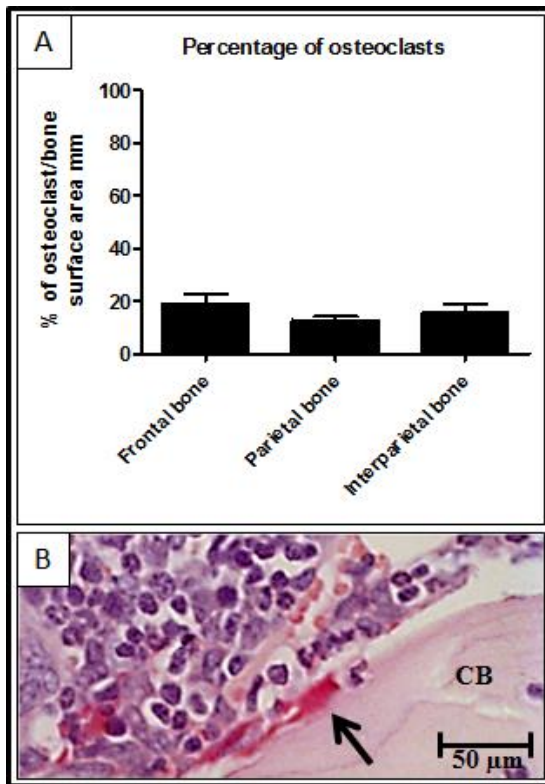 A
Percentage of osteoclasts
% of osteoclast/bone
surface area mm
100
80
60
40
20
0
Frontal bone
Parietal bone
Interparietal bone
B
CB
50 µm